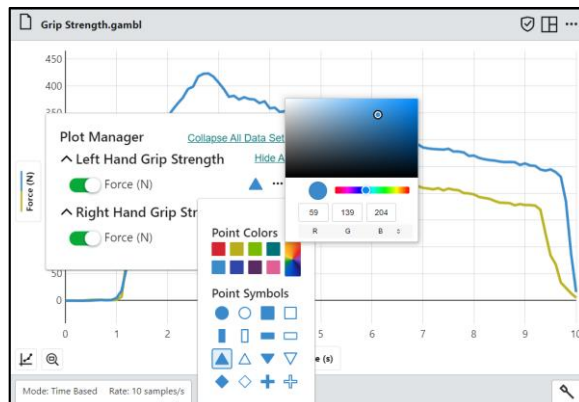 Grip Strength.gambl
450
400
350
Plot Manager
Collapse All Data Set
Left Hand Grip Strength
Hide A
Force (N)
Right Hand Grip Str
Force (N)
Force (N)
59
139
204
R
G
B
Point Colors
Point Symbols
50
0
0
1
2
5
6
7
8
9
10
e (s)
Mode: Time Based
Rate: 10 samples/s